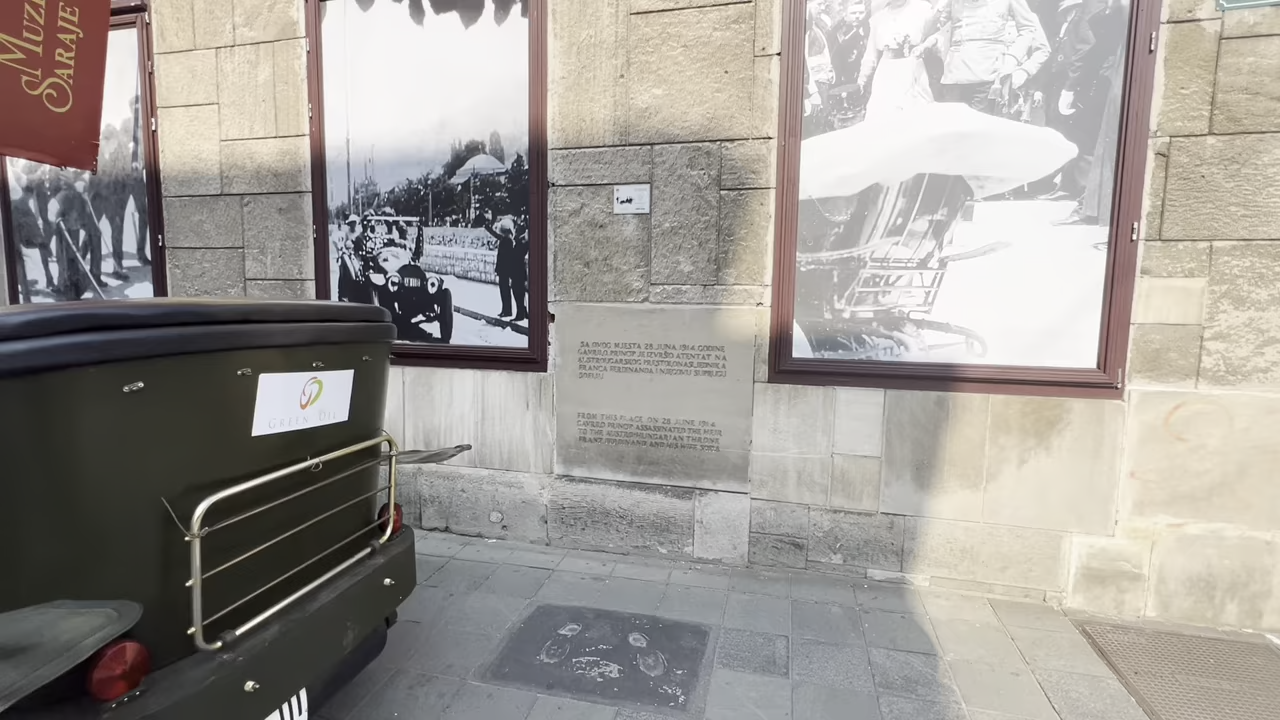 MUZ
SARAJE
GREEN OIL
SA OVOG MJESTA 28. JUNA 1914. GODINE
GAVRILO PRINCIP JE IZVRŠIO ATENTAT NA
AUSTROUGARSKOG PRESTOLONASLJEDNIKA
FRANCA FERDINANDA I NJEGOVU SUPRUGU
SOFIJU
FROM THIS PLACE ON 28 JUNE 1914
GAVRILO PRINCIP ASSASSINATED THE HEIR
TO THE AUSTROHUNGARIAN THRONE
FRANZ FERDINAND AND HIS WIFE SOFIA